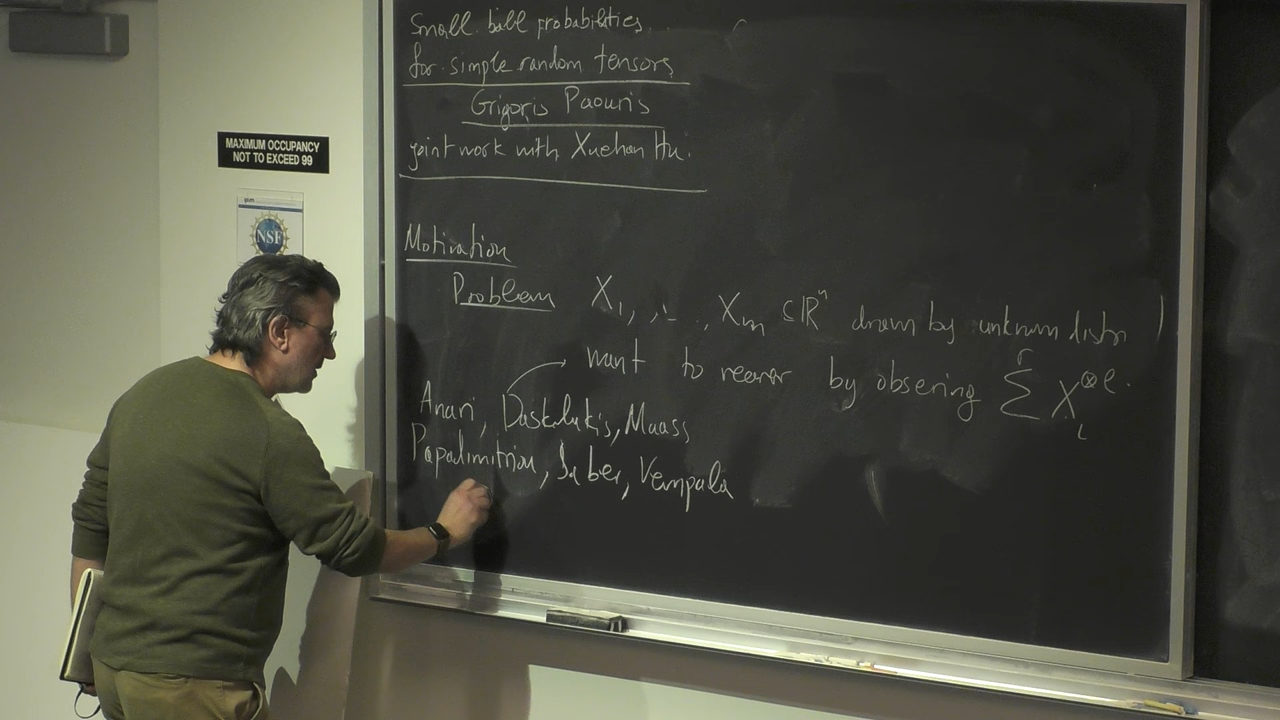 Small ball probabilities
for simple random tensors
Grigoris Paouris
joint work with Xuehan Hu.
MAXIMUM OCCUPANCY
NOT TO EXCEED 99
NSF
Motivation
Problem X₁, ..., Xₘ ⊆ ℝⁿ drawn by unknown distr
want to recover by observing Σʳ Xᵢ^⊗ℓ.
Anari, Daskalakis, Maass
Papadimitriou, Saberi, Vempala